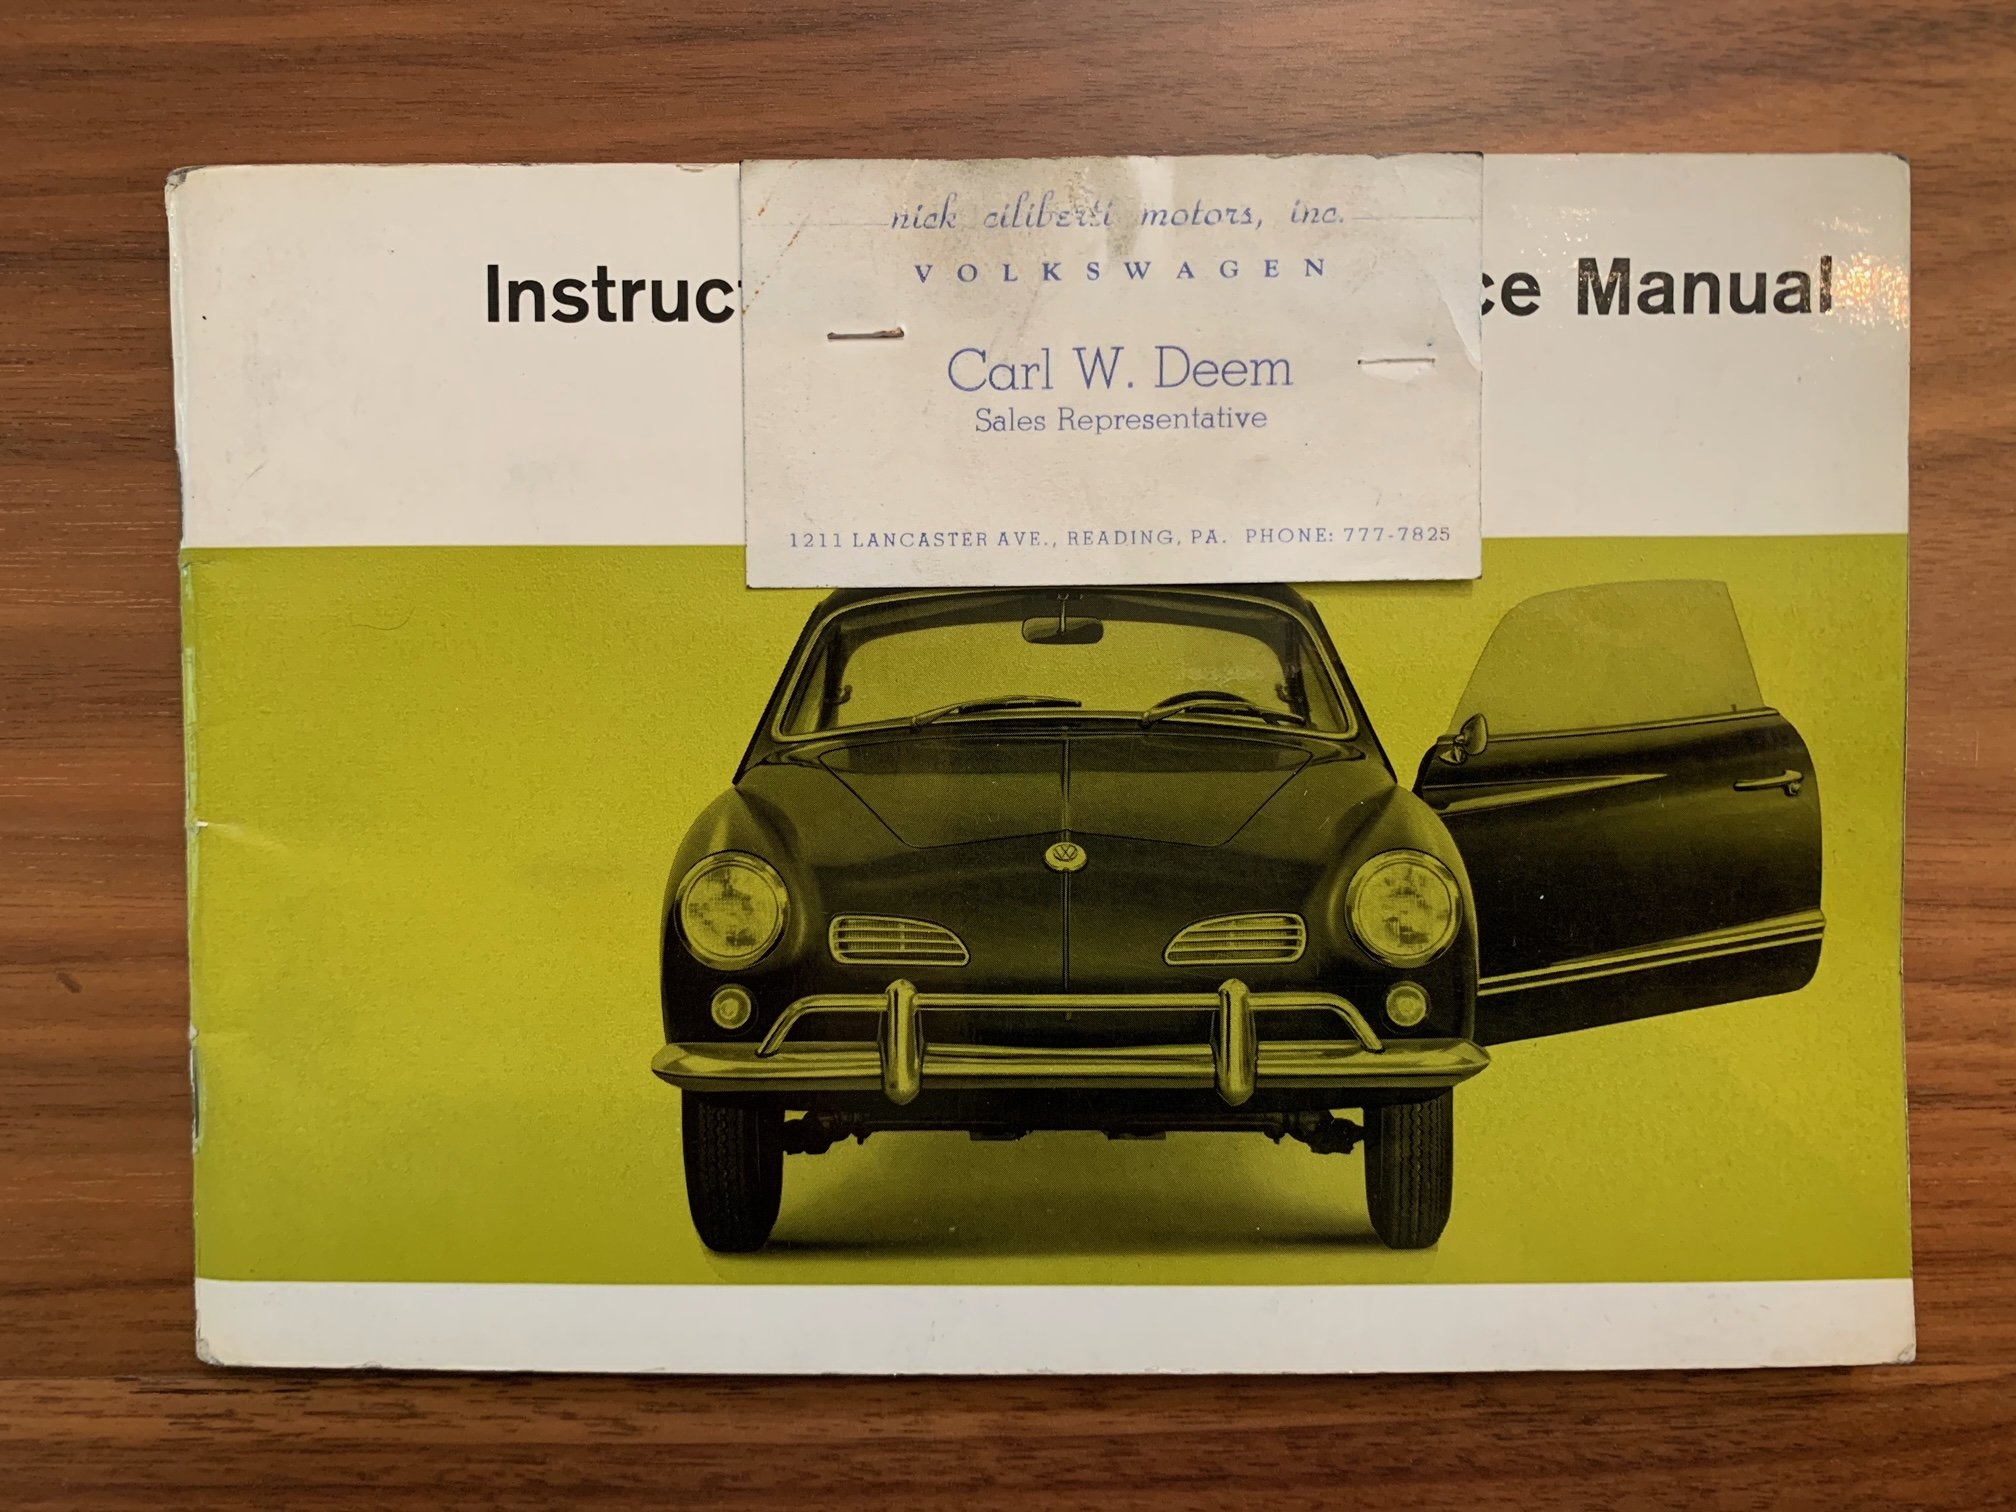 nick ciliberti motors, inc.
VOLKSWAGEN
Instruc ce Manual
Carl W. Deem
Sales Representative
1211 LANCASTER AVE., READING, PA. PHONE: 777-7825